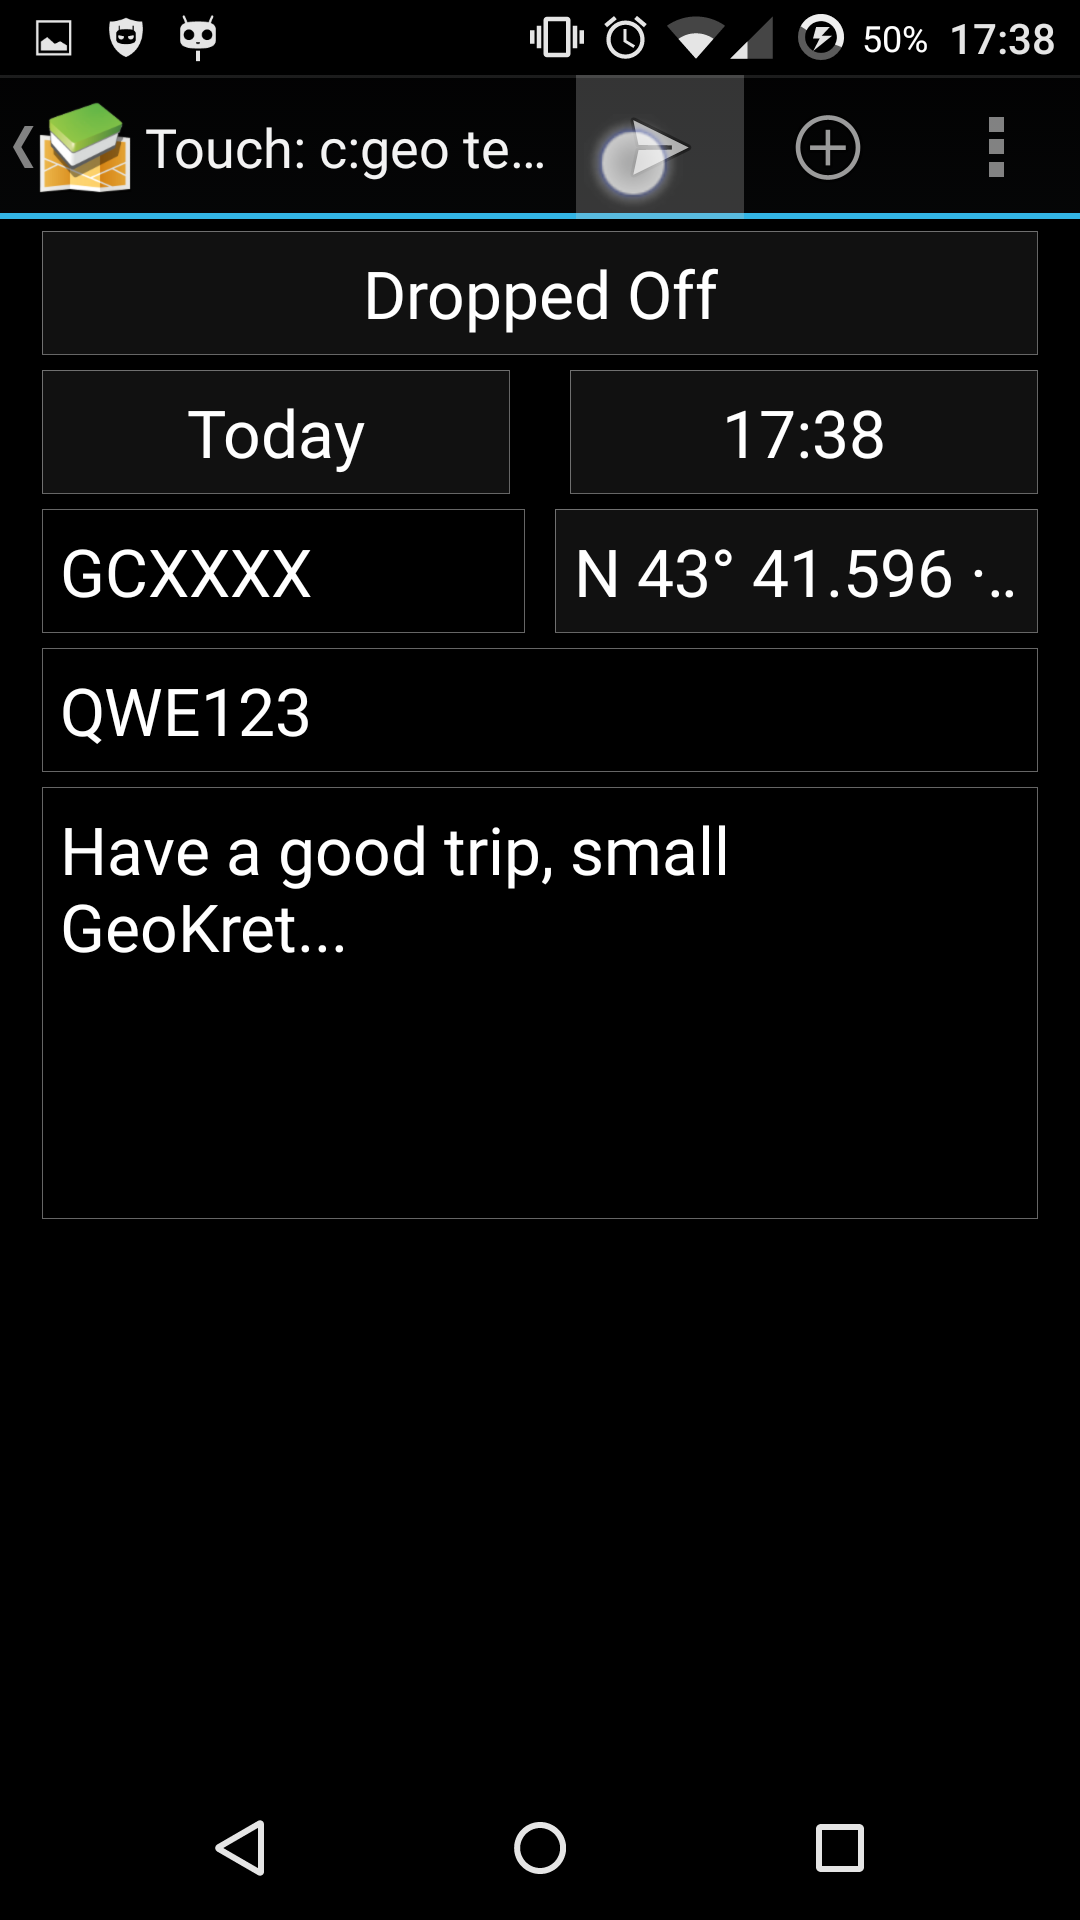 50% 17:38
Touch: c:geo te...
Dropped Off
Today
17:38
GCXXXX
N 43° 41.596 ·..
QWE123
Have a good trip, small
GeoKret...